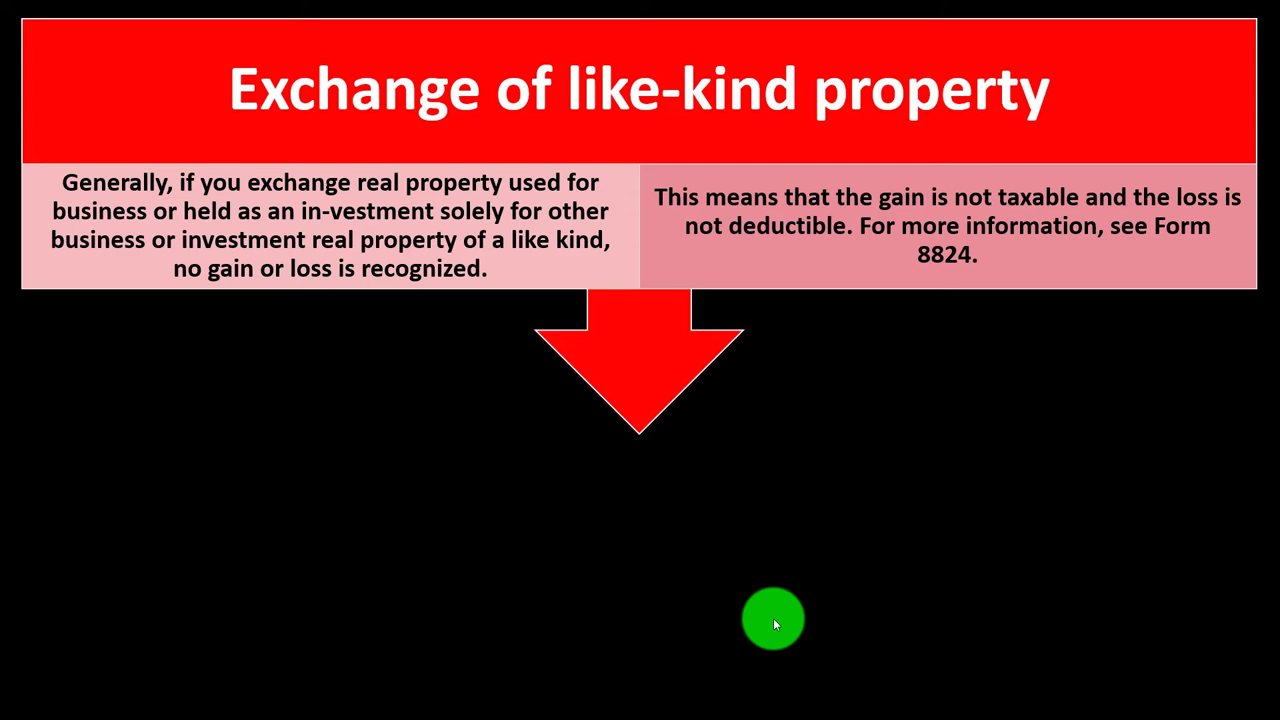 Exchange of like-kind property
Generally, if you exchange real property used for
business or held as an in-vestment solely for other
business or investment real property of a like kind,
no gain or loss is recognized.
This means that the gain is not taxable and the loss is
not deductible. For more information, see Form
8824.